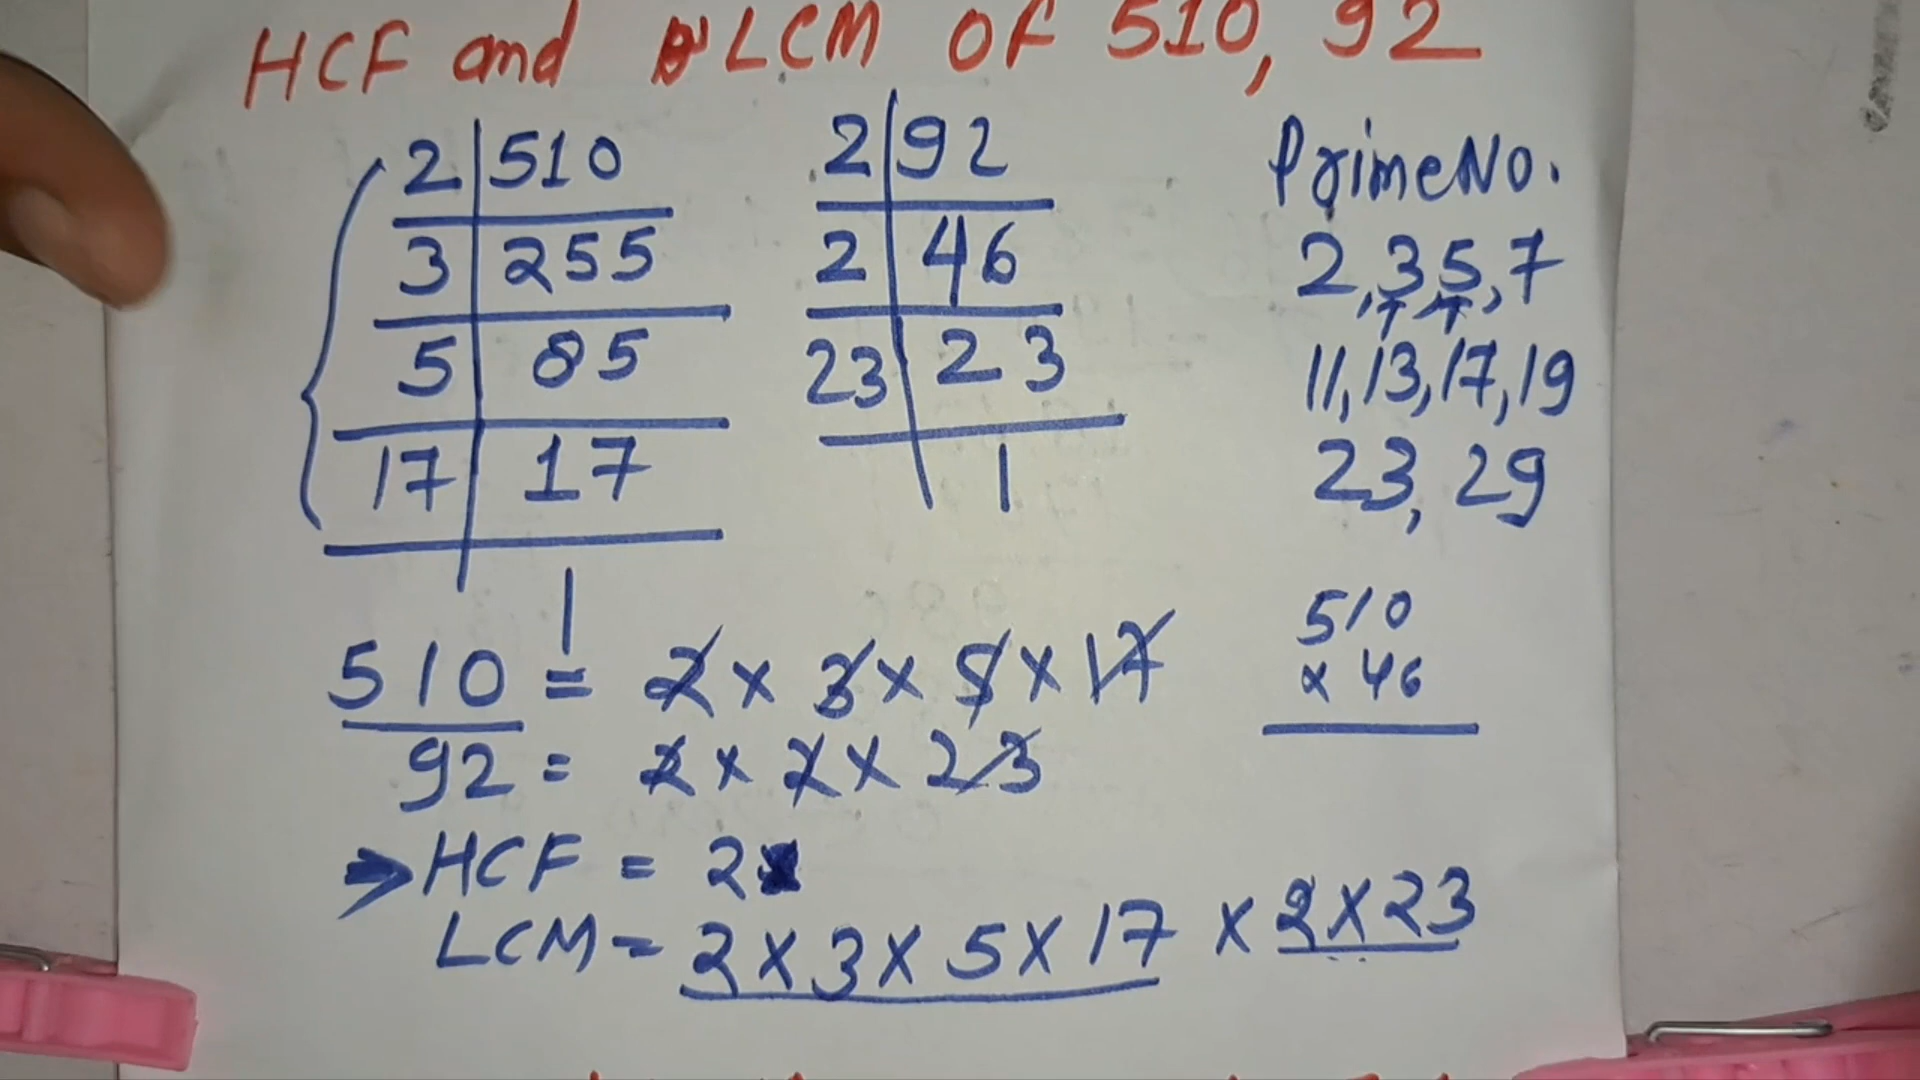 HCF and LCM OF 510, 92
2 | 510
3 | 255
5 | 85
17 | 17
1
2 | 92
2 | 46
23 | 23
1
Prime No.
2, 3, 5, 7
11, 13, 17, 19
23, 29
510
× 46
510 = 2 × 3 × 5 × 17
92 = 2 × 2 × 23
⇒ HCF = 2
LCM = 2 × 3 × 5 × 17 × 2 × 23